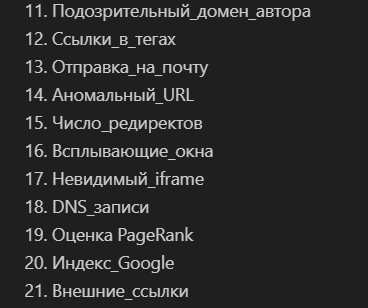 11. Подозрительный_домен_автора
12. Ссылки_в_тегах
13. Отправка_на_почту
14. Аномальный_URL
15. Число_редиректов
16. Всплывающие_окна
17. Невидимый_iframe
18. DNS_записи
19. Оценка PageRank
20. Индекс_Google
21. Внешние_ссылки